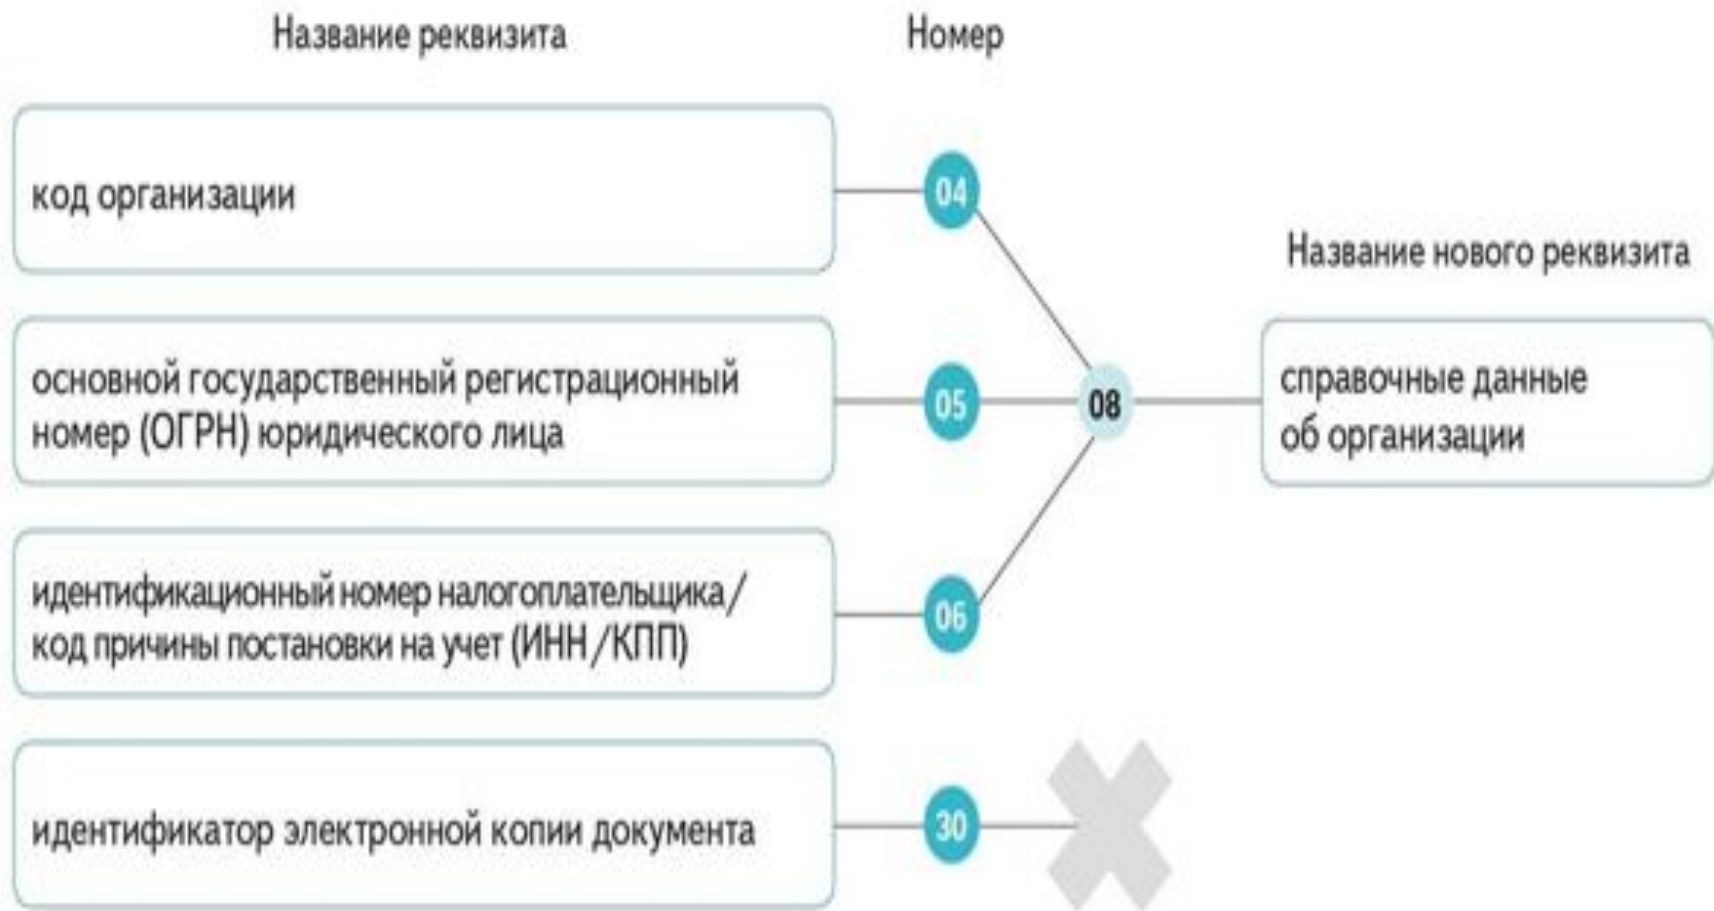 Название реквизита
Номер
код организации
04
Название нового реквизита
основной государственный регистрационный
номер (ОГРН) юридического лица
05
08
справочные данные
об организации
идентификационный номер налогоплательщика/
код причины постановки на учет (ИНН/КПП)
06
идентификатор электронной копии документа
30